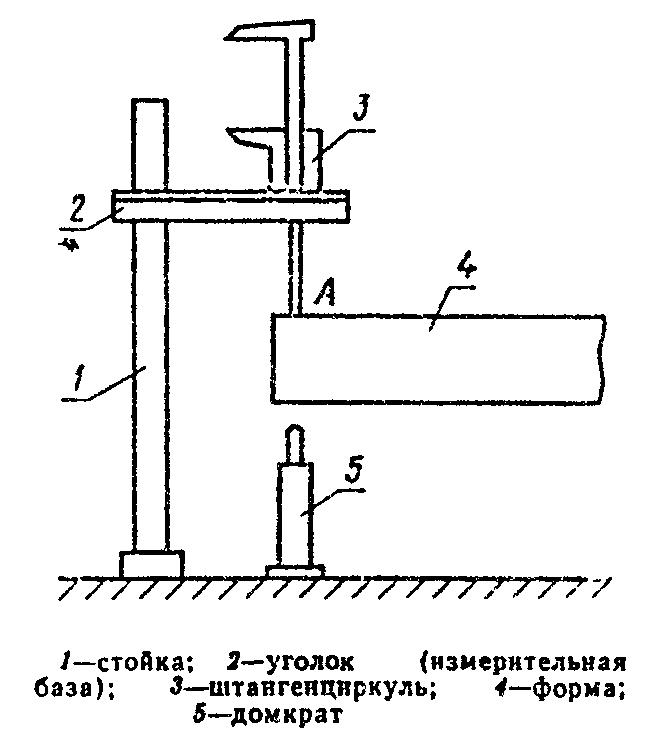 3
2
4
А
1
5
1—стойка; 2—уголок (измерительная
база); 3—штангенциркуль; 4—форма;
5—домкрат